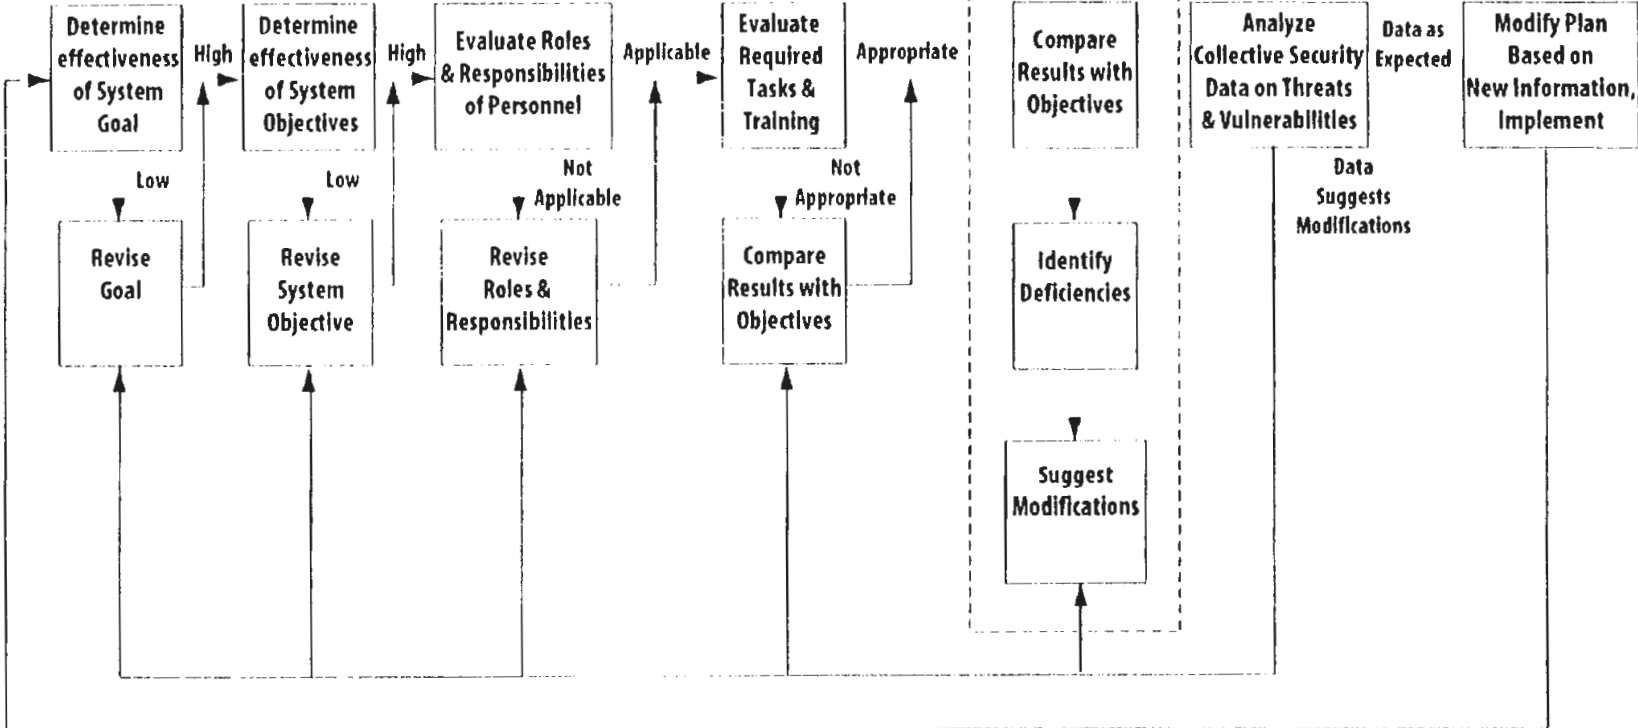 Determine
effectiveness
of System
Goal
High
Determine
effectiveness
of System
Objectives
High
Evaluate Roles
& Responsibilities
of Personnel
Applicable
Evaluate
Required
Tasks &
Training
Appropriate
Compare
Results with
Objectives
Analyze
Collective Security
Data on Threats
& Vulnerabilities
Data as
Expected
Modify Plan
Based on
New Information,
Implement
Low
Low
Not
Applicable
Not
Appropriate
Data
Suggests
Modifications
Revise
Goal
Revise
System
Objective
Revise
Roles &
Responsibilities
Compare
Results with
Objectives
Identify
Deficiencies
Suggest
Modifications